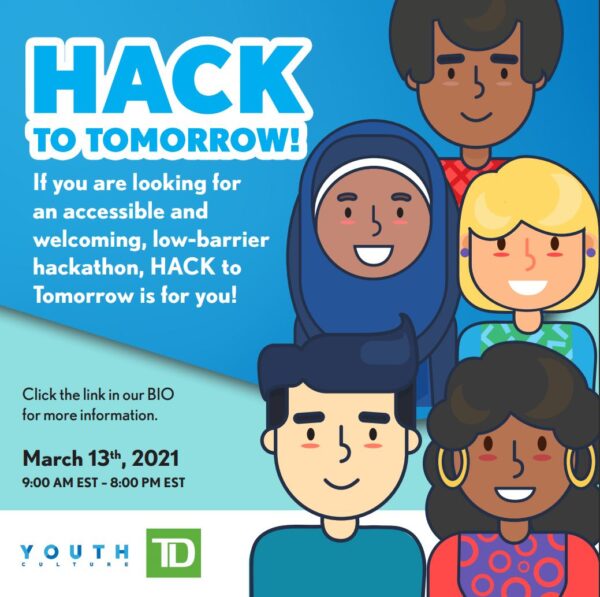 HACK
TO TOMORROW!
If you are looking for
an accessible and
welcoming, low-barrier
hackathon, HACK to
Tomorrow is for you!
Click the link in our BIO
for more information.
March 13th, 2021
9:00 AM EST – 8:00 PM EST
YOUTH
CULTURE
TD